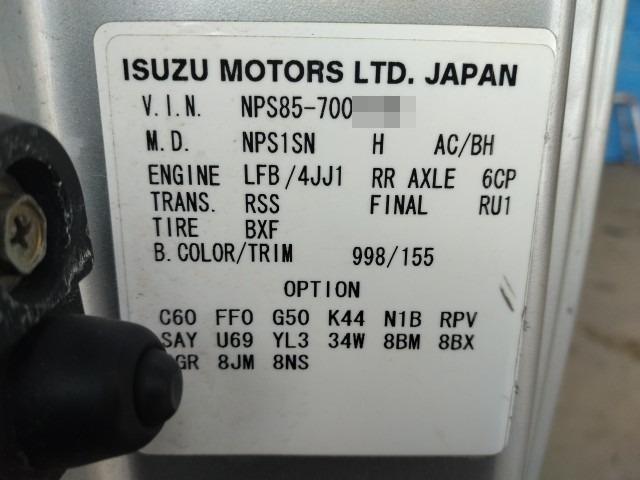 ISUZU MOTORS LTD. JAPAN
V.I.N. NPS85-700
M.D. NPS1SN H AC/BH
ENGINE LFB/4JJ1 RR AXLE 6CP
TRANS. RSS FINAL RU1
TIRE BXF
B.COLOR/TRIM 998/155
OPTION
C60 FF0 G50 K44 N1B RPV
SAY U69 YL3 34W 8BM 8BX
8JM 8NS